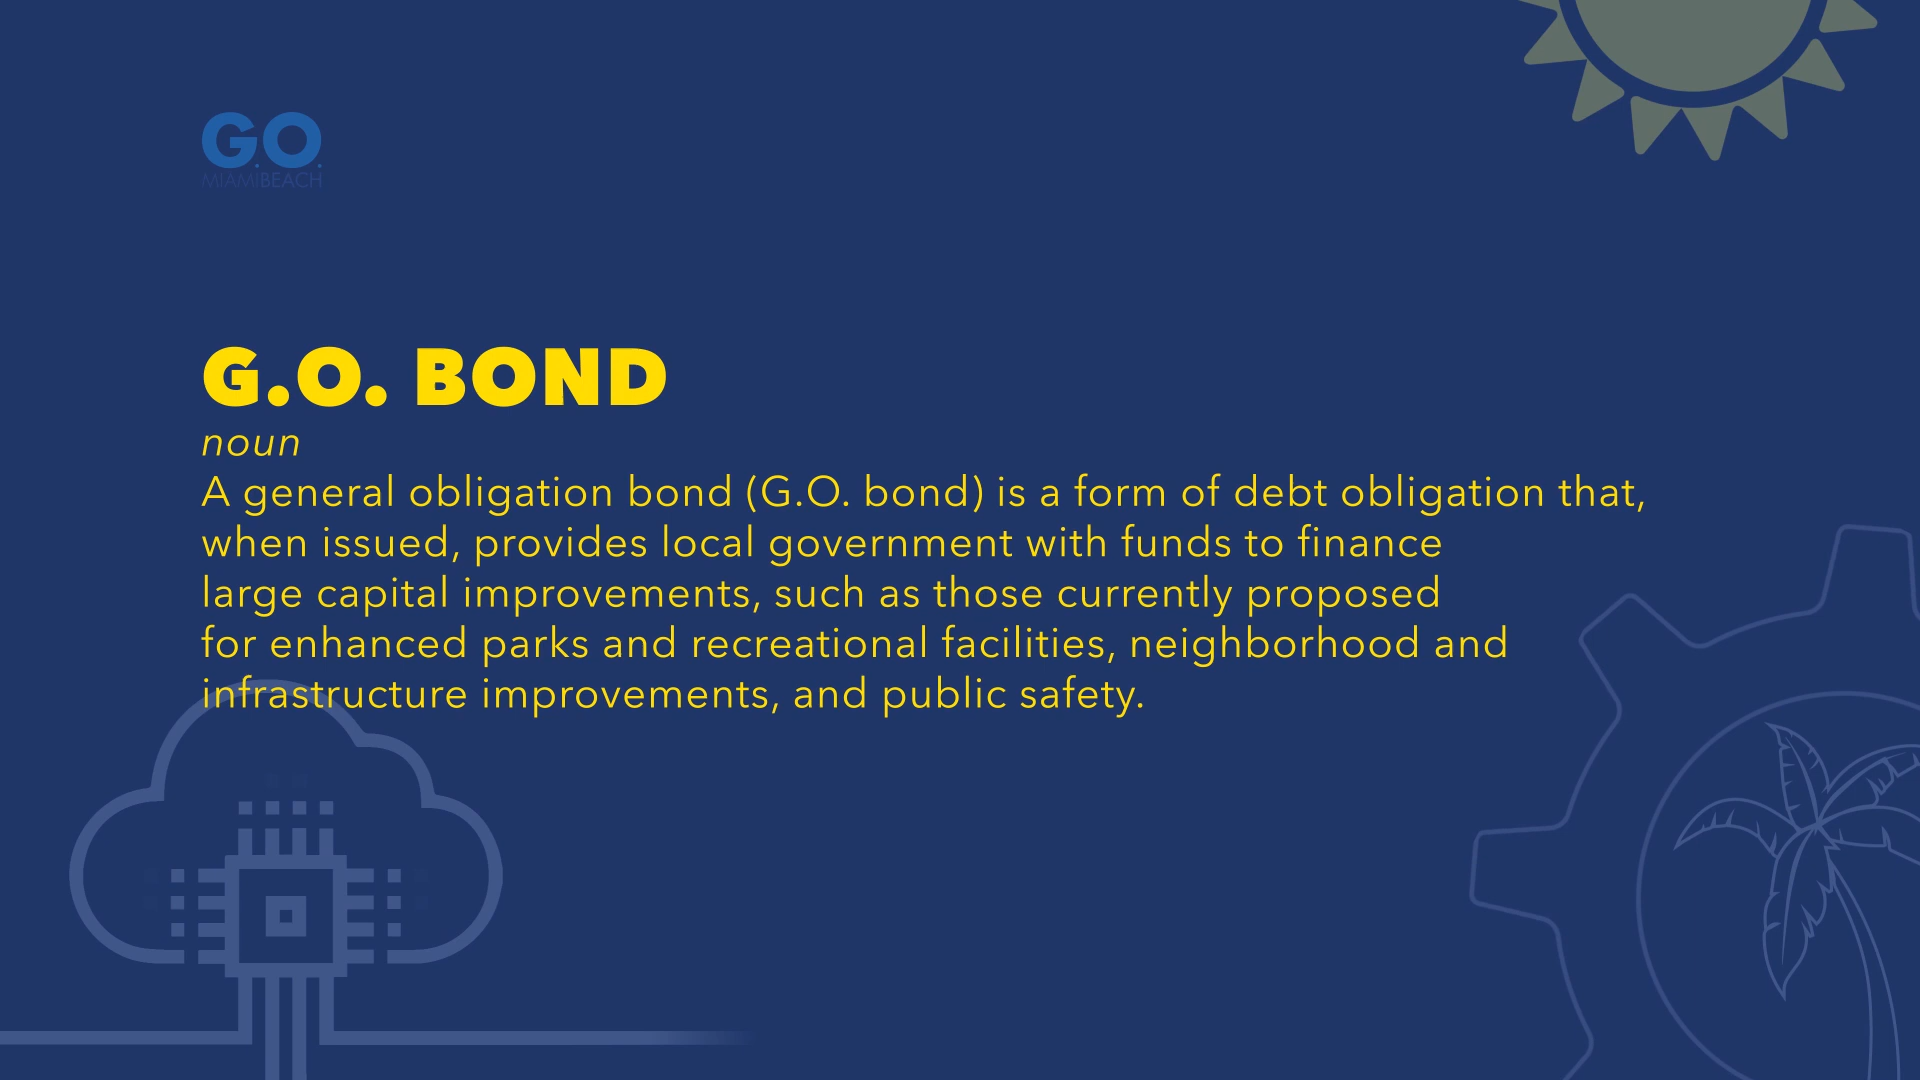 G.O.
MIAMIBEACH
G.O. BOND
noun
A general obligation bond (G.O. bond) is a form of debt obligation that,
when issued, provides local government with funds to finance
large capital improvements, such as those currently proposed
for enhanced parks and recreational facilities, neighborhood and
infrastructure improvements, and public safety.